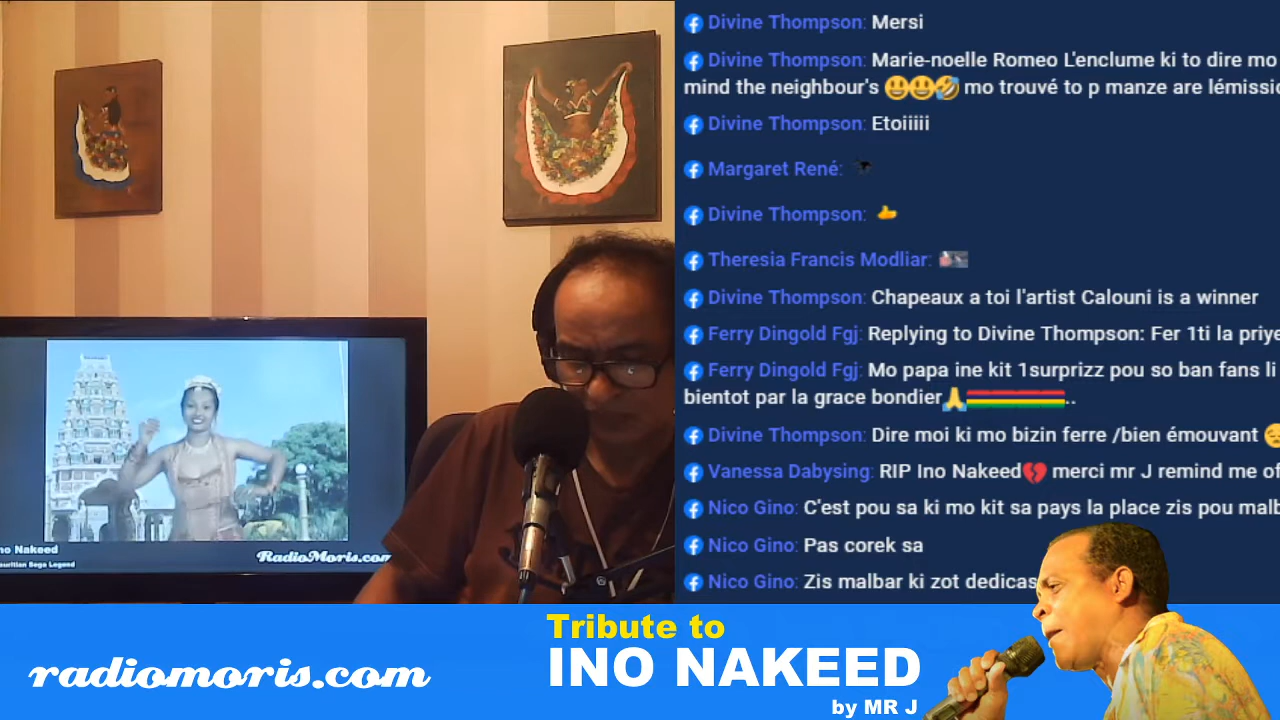 Divine Thompson: Mersi
Divine Thompson: Marie-noelle Romeo L'enclume ki to dire mo
mind the neighbour's 😃😃🤣 mo trouvé to p manze are lémissi
Divine Thompson: Etoiiiii
Margaret René:
Divine Thompson: 👍
Theresia Francis Modliar:
Divine Thompson: Chapeaux a toi l'artist Calouni is a winner
Ferry Dingold Fgj: Replying to Divine Thompson: Fer 1ti la priye
Ferry Dingold Fgj: Mo papa ine kit 1surprizz pou so ban fans li
bientot par la grace bondier🙏..
Divine Thompson: Dire moi ki mo bizin ferre /bien émouvant 😔
Vanessa Dabysing: RIP Ino Nakeed💔 merci mr J remind me of
Nico Gino: C'est pou sa ki mo kit sa pays la place zis pou malb
Nico Gino: Pas corek sa
Nico Gino: Zis malbar ki zot dedicas
no Nakeed
auritian Sega Legend
RadioMoris.com
radiomoris.com
Tribute to
INO NAKEED
by MR J